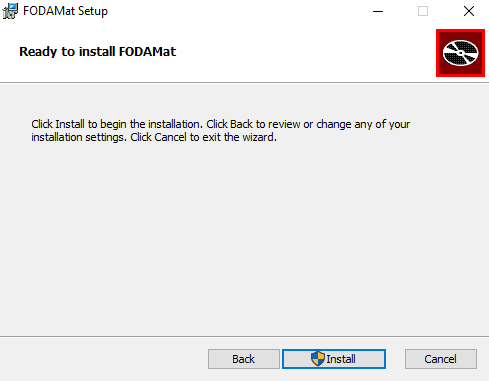 FODAMat Setup
Ready to install FODAMat
Click Install to begin the installation. Click Back to review or change any of your
installation settings. Click Cancel to exit the wizard.
Back
Install
Cancel